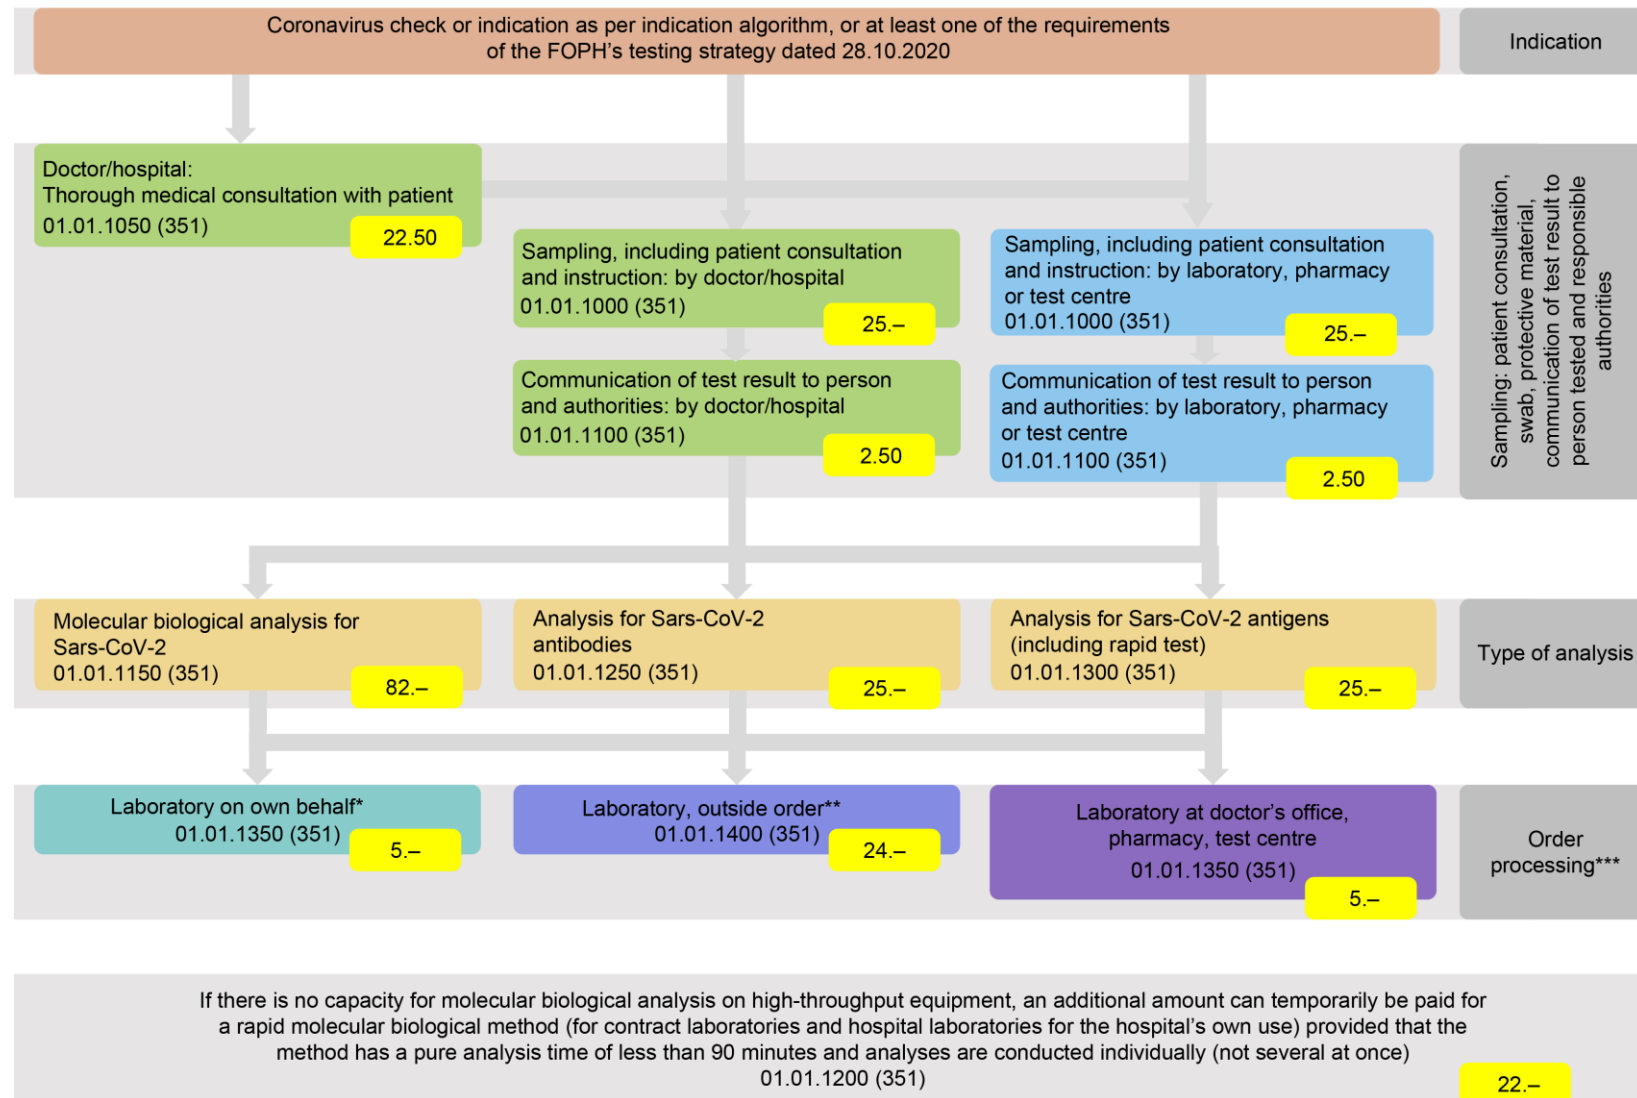 Coronavirus check or indication as per indication algorithm, or at least one of the requirements
of the FOPH's testing strategy dated 28.10.2020
Indication
Doctor/hospital:
Thorough medical consultation with patient
01.01.1050 (351)
22.50
Sampling, including patient consultation
and instruction: by doctor/hospital
01.01.1000 (351)
25.–
Sampling, including patient consultation
and instruction: by laboratory, pharmacy
or test centre
01.01.1000 (351)
25.–
Communication of test result to person
and authorities: by doctor/hospital
01.01.1100 (351)
2.50
Communication of test result to person
and authorities: by laboratory, pharmacy
or test centre
01.01.1100 (351)
2.50
Sampling: patient consultation,
swab, protective material,
communication of test result to
person tested and responsible
authorities
Molecular biological analysis for
Sars-CoV-2
01.01.1150 (351)
82.–
Analysis for Sars-CoV-2
antibodies
01.01.1250 (351)
25.–
Analysis for Sars-CoV-2 antigens
(including rapid test)
01.01.1300 (351)
25.–
Type of analysis
Laboratory on own behalf*
01.01.1350 (351)
5.–
Laboratory, outside order**
01.01.1400 (351)
24.–
Laboratory at doctor's office,
pharmacy, test centre
01.01.1350 (351)
5.–
Order
processing***
If there is no capacity for molecular biological analysis on high-throughput equipment, an additional amount can temporarily be paid for
a rapid molecular biological method (for contract laboratories and hospital laboratories for the hospital's own use) provided that the
method has a pure analysis time of less than 90 minutes and analyses are conducted individually (not several at once)
01.01.1200 (351)
22.–